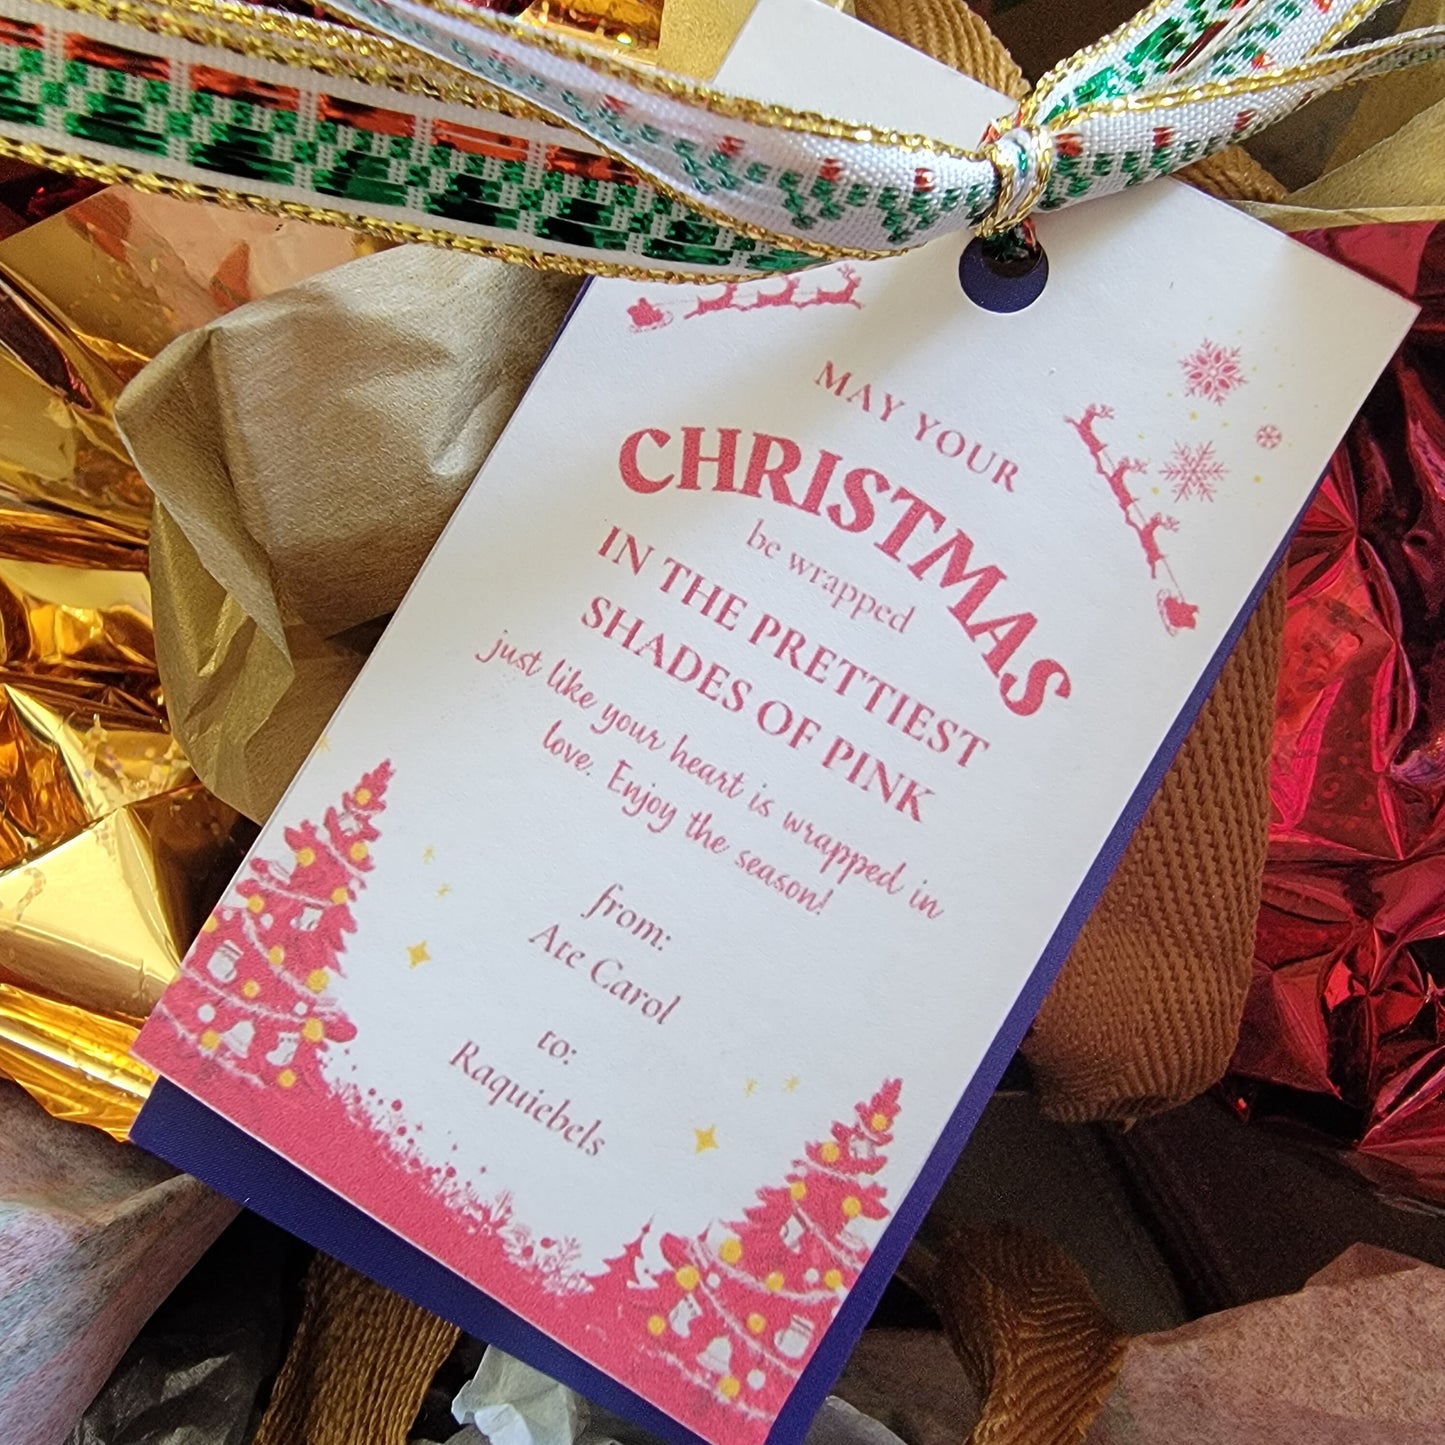 MAY YOUR
CHRISTMAS
be wrapped
IN THE PRETTIEST
SHADES OF PINK
just like your heart is wrapped in
love. Enjoy the season!
from:
Ate Carol
to:
Raquiebels